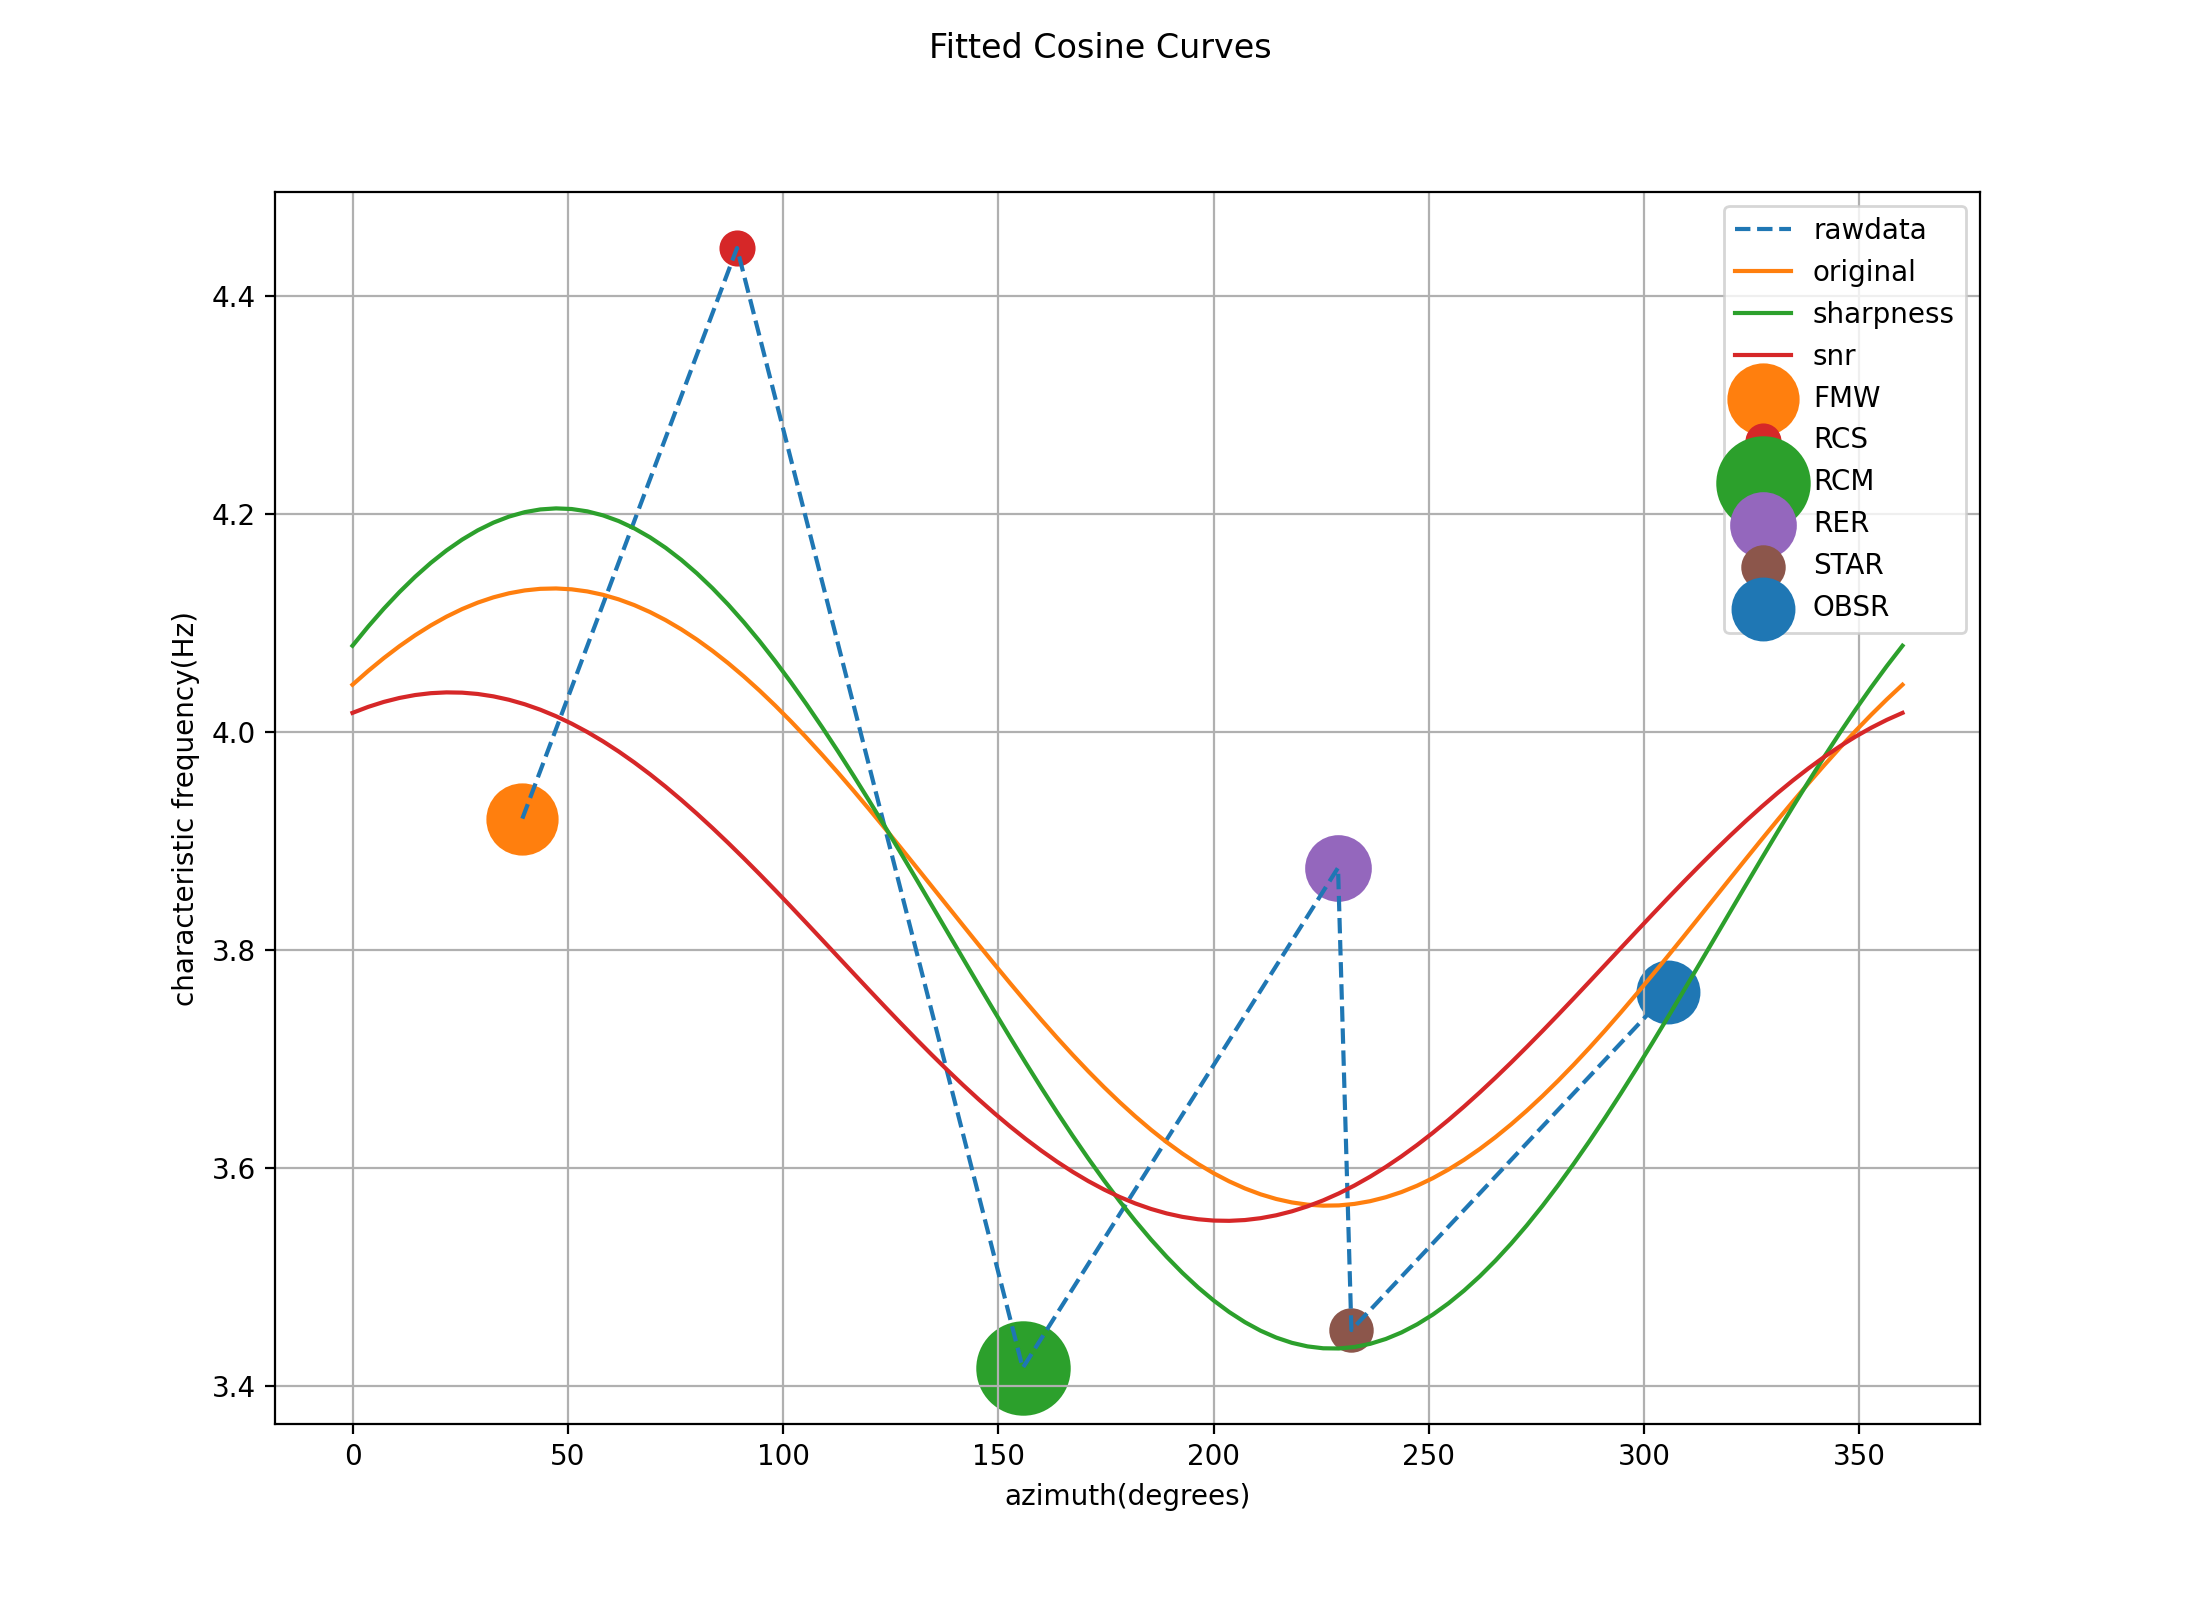 Fitted Cosine Curves
characteristic frequency(Hz)
4.4
4.2
4.0
3.8
3.6
3.4
0 50 100 150 200 250 300 350
azimuth(degrees)
rawdata
original
sharpness
snr
FMW
RCS
RCM
RER
STAR
OBSR